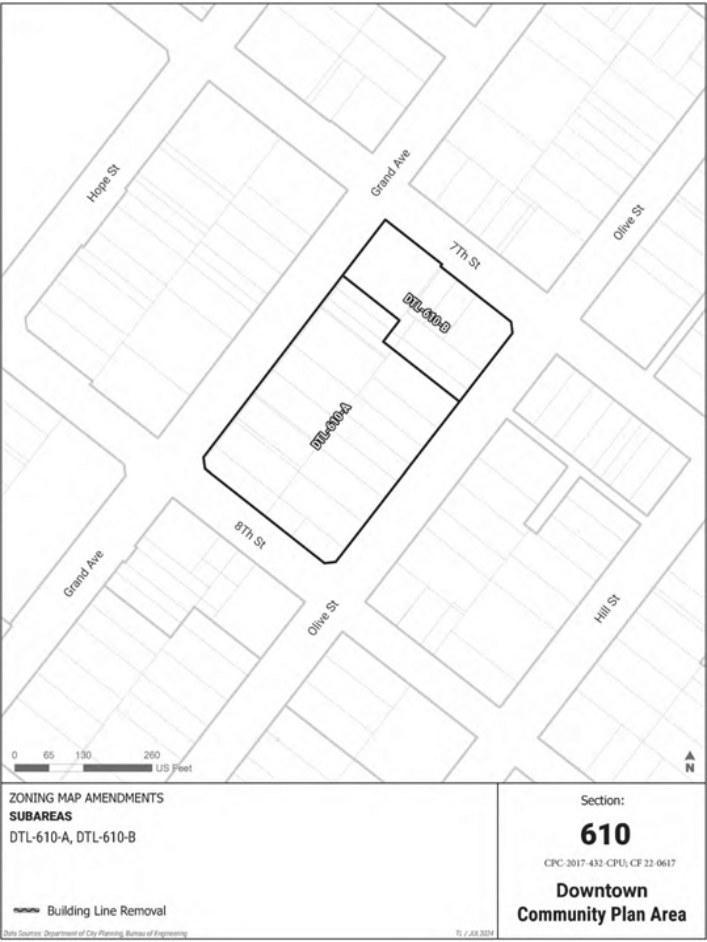 Hope St
Grand Ave
7Th St
Olive St
DTL-610-B
DTL-610-A
8Th St
Grand Ave
Olive St
Hill St
0 65 130 260
US Feet
N
ZONING MAP AMENDMENTS
SUBAREAS
DTL-610-A, DTL-610-B
Building Line Removal
Data Sources: Department of City Planning, Bureau of Engineering
TL / JUL 2024
Section:
610
CPC-2017-432-CPU; CF 22-0617
Downtown
Community Plan Area